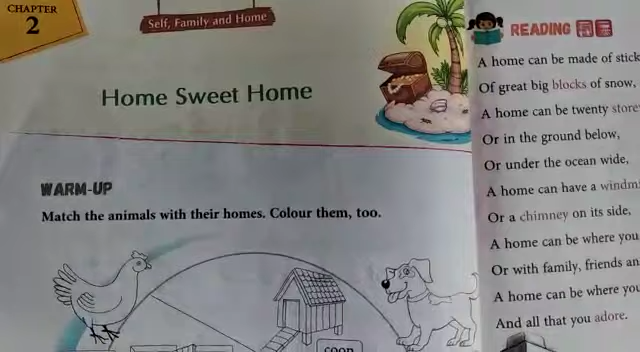 CHAPTER
2
Self, Family and Home
Home Sweet Home
WARM-UP
Match the animals with their homes. Colour them, too.
coop
READING
A home can be made of stick
Of great big blocks of snow,
A home can be twenty
Or in the ground below,
Or under the ocean wide,
A home can have a
Or a chimney on its side,
A home can be where you
Or with family, friends an
A home can be where you
And all that you adore.